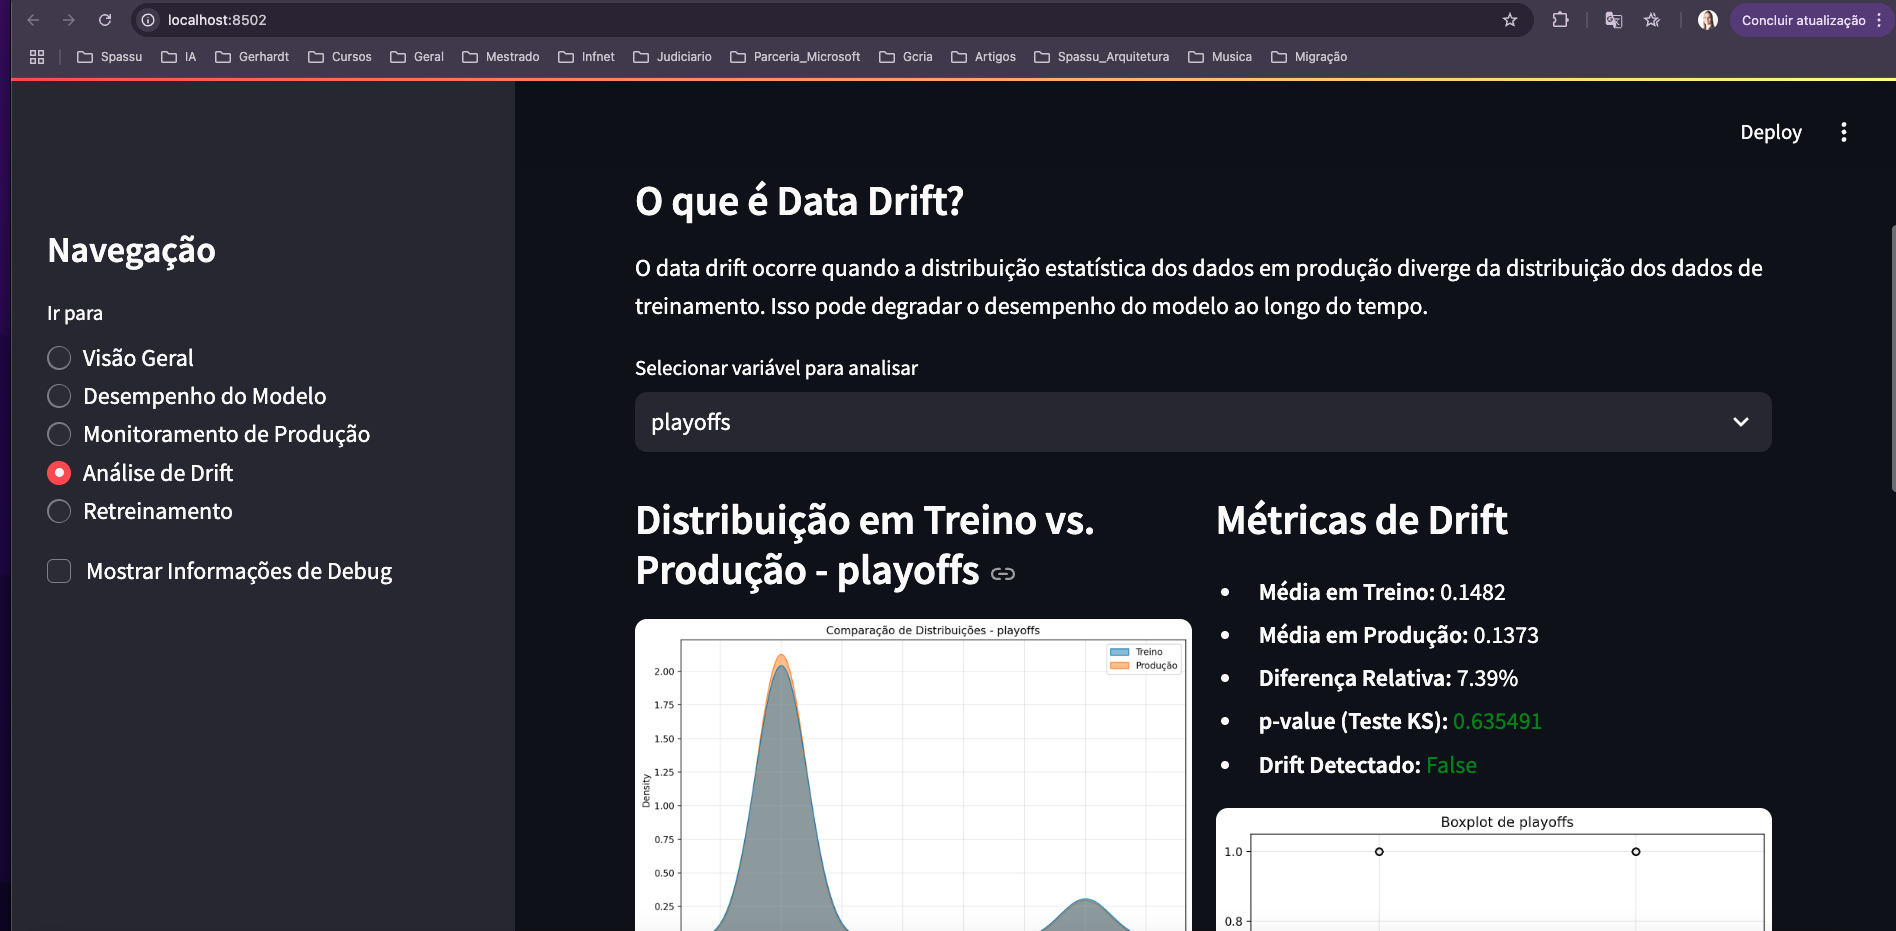 localhost:8502
Concluir atualização
Spassu
IA
Gerhardt
Cursos
Geral
Mestrado
Infnet
Judiciario
Parceria_Microsoft
Gcria
Artigos
Spassu_Arquitetura
Musica
Migração
Deploy
Navegação
Ir para
Visão Geral
Desempenho do Modelo
Monitoramento de Produção
Análise de Drift
Retreinamento
Mostrar Informações de Debug
O que é Data Drift?
O data drift ocorre quando a distribuição estatística dos dados em produção diverge da distribuição dos dados de
treinamento. Isso pode degradar o desempenho do modelo ao longo do tempo.
Selecionar variável para analisar
playoffs
Distribuição em Treino vs.
Produção - playoffs
Comparação de Distribuições - playoffs
Treino
Produção
Density
2.00
1.75
1.50
1.25
1.00
0.75
0.50
0.25
Métricas de Drift
Média em Treino: 0.1482
Média em Produção: 0.1373
Diferença Relativa: 7.39%
p-value (Teste KS): 0.635491
Drift Detectado: False
Boxplot de playoffs
1.0
0.8